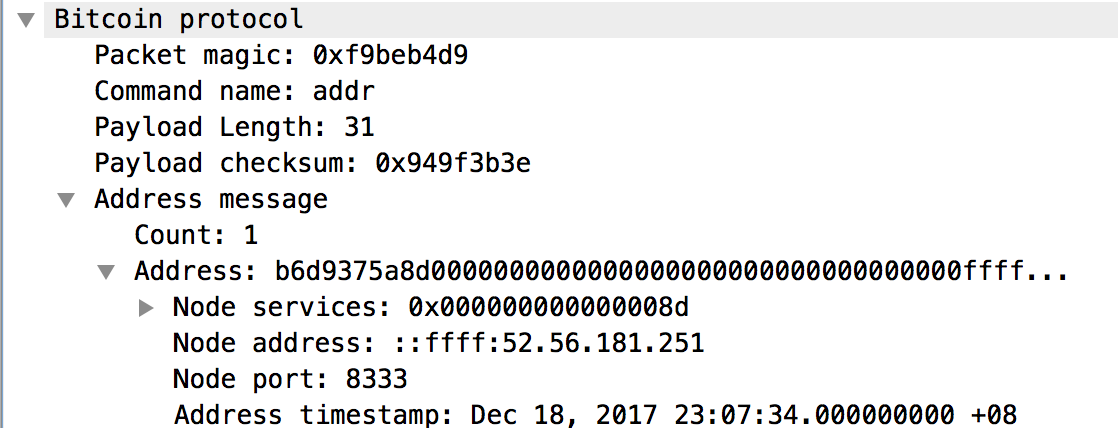 Bitcoin protocol
Packet magic: 0xf9beb4d9
Command name: addr
Payload Length: 31
Payload checksum: 0x949f3b3e
Address message
Count: 1
Address: b6d9375a8d0000000000000000000000000000000000ffff...
Node services: 0x000000000000008d
Node address: ::ffff:52.56.181.251
Node port: 8333
Address timestamp: Dec 18, 2017 23:07:34.000000000 +08